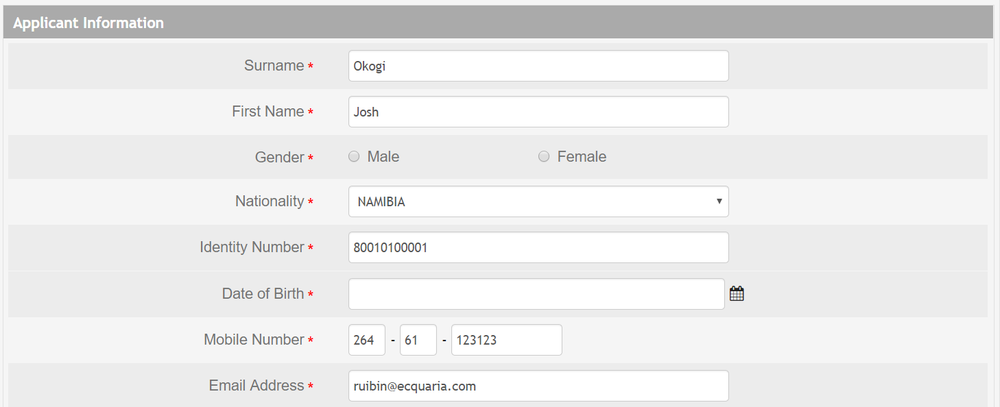 Applicant Information
Surname * Okogi
First Name * Josh
Gender * Male Female
Nationality * NAMIBIA
Identity Number * 80010100001
Date of Birth *
Mobile Number * 264 - 61 - 123123
Email Address * ruibin@ecquaria.com